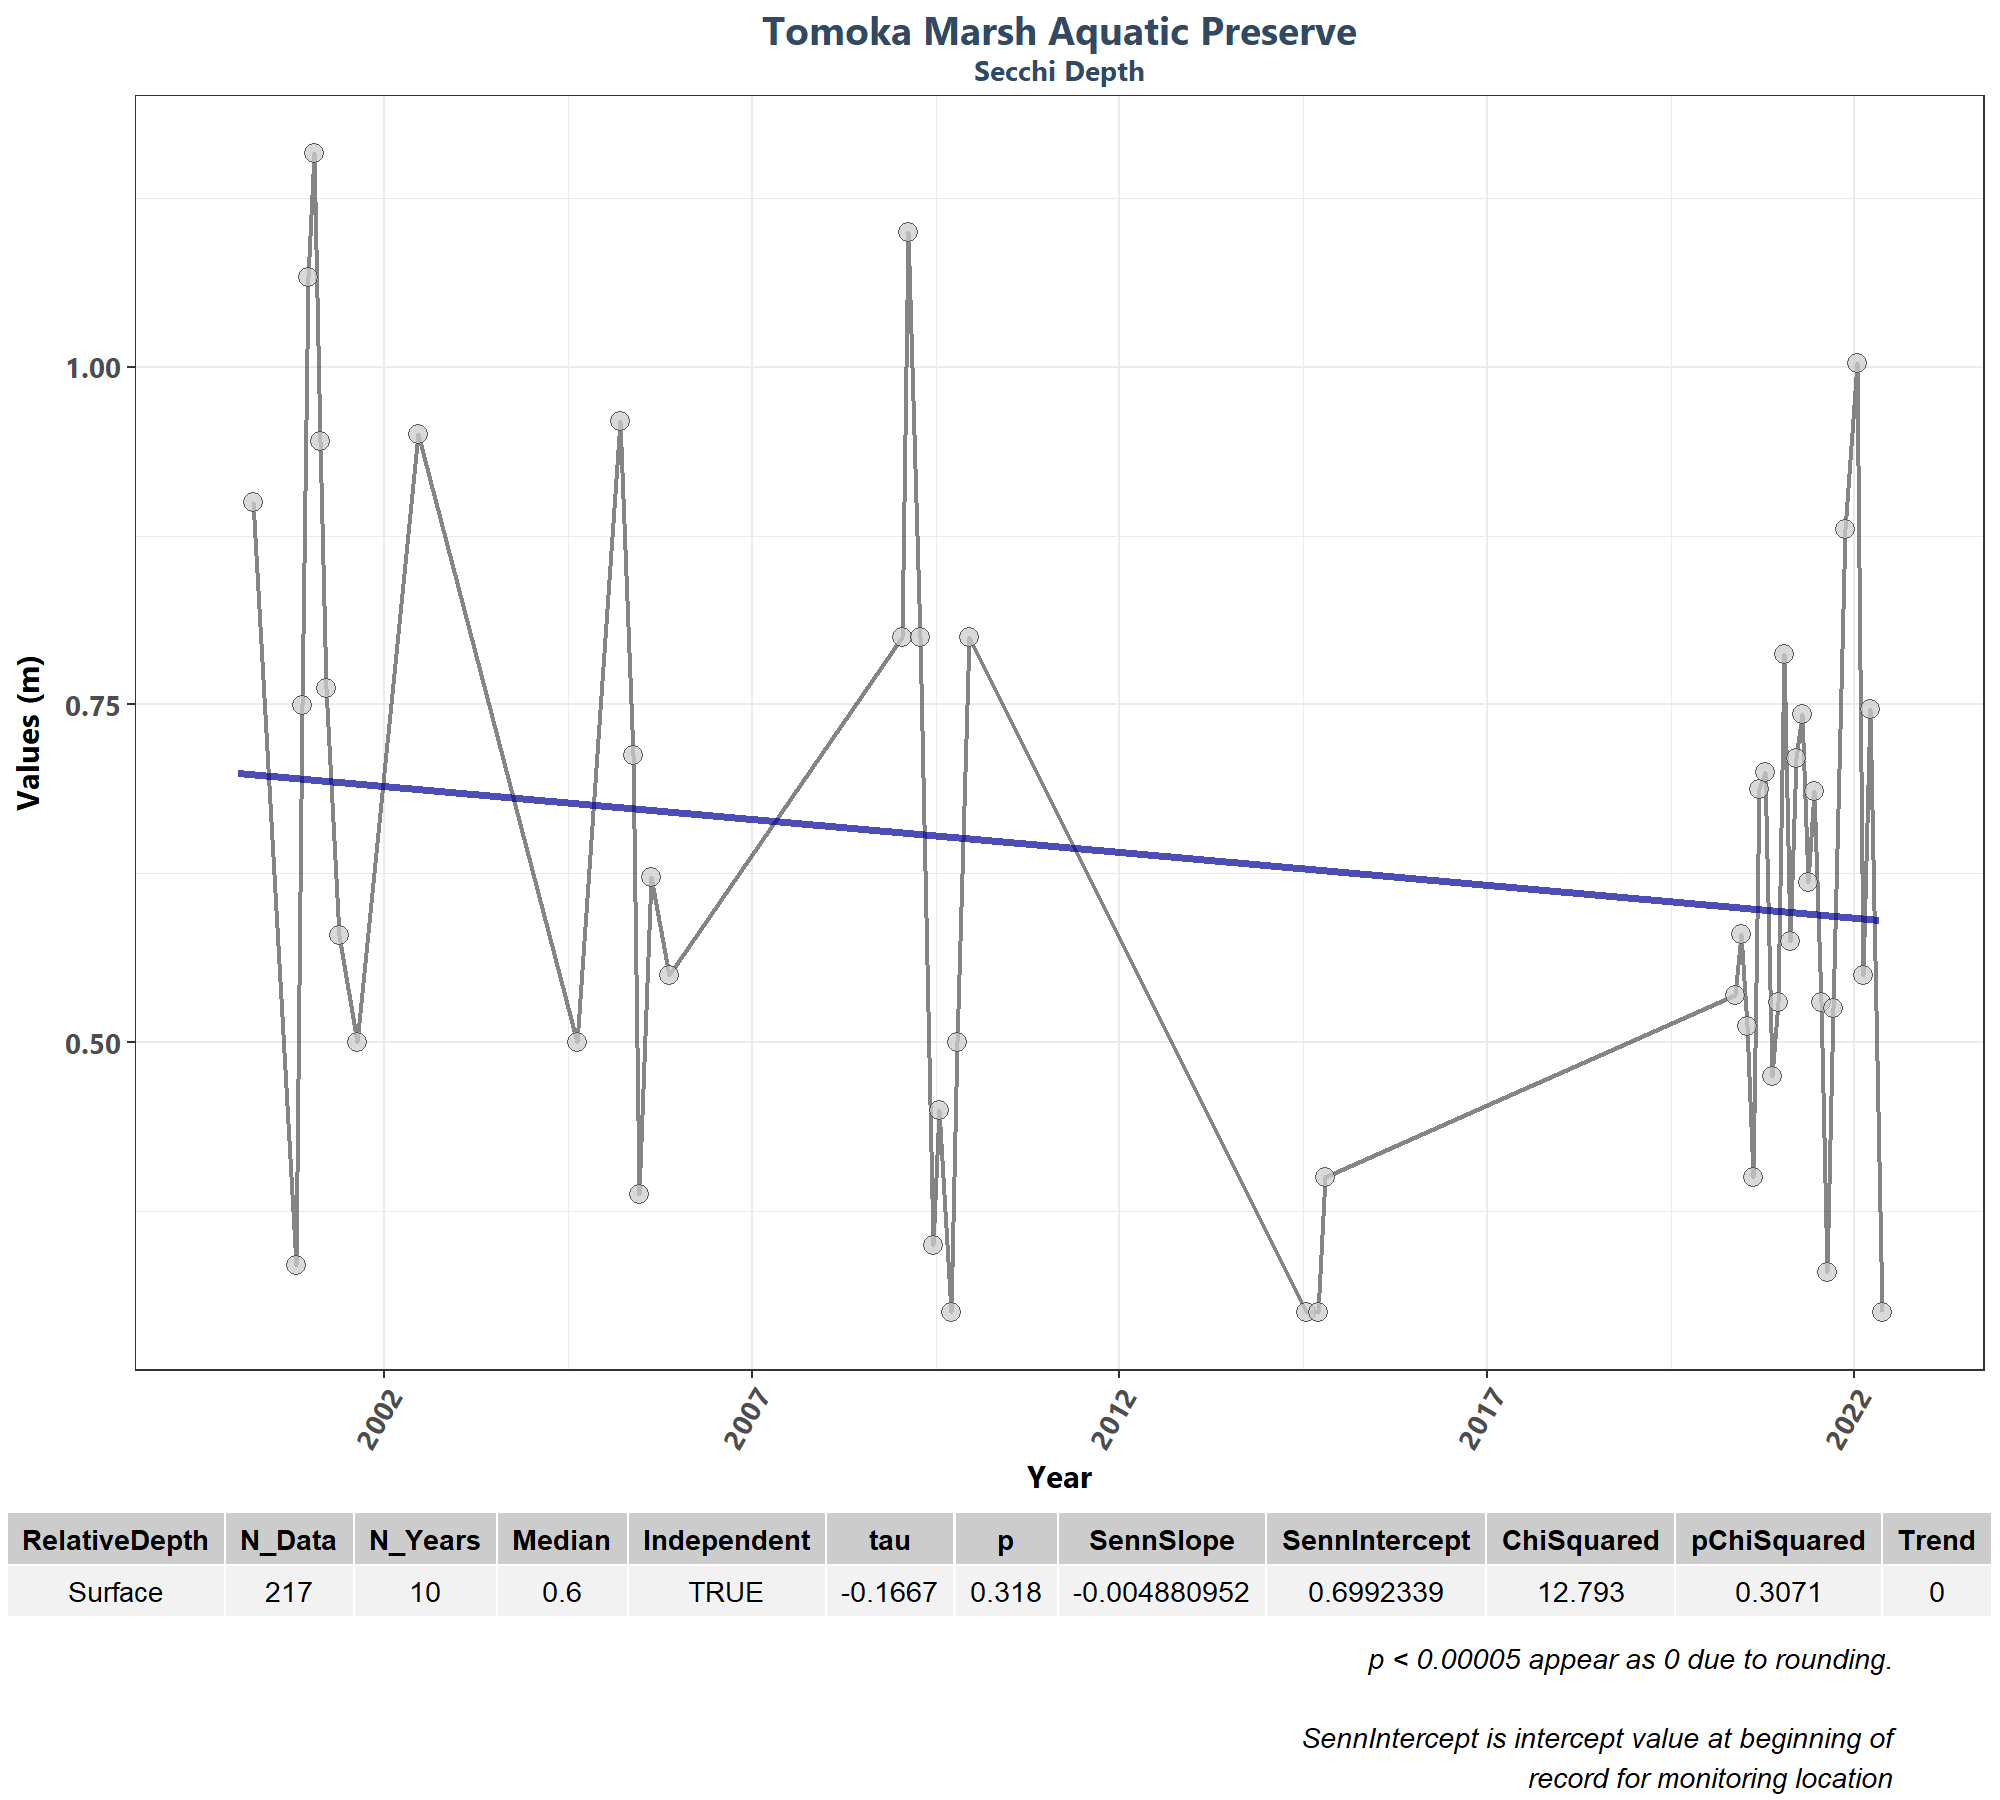 Tomoka Marsh Aquatic Preserve
Secchi Depth
Values (m)
1.00
0.75
0.50
2002 2007 2012 2017 2022
Year
RelativeDepth N_Data N_Years Median Independent tau p SennSlope SennIntercept ChiSquared pChiSquared Trend
Surface 217 10 0.6 TRUE -0.1667 0.318 -0.004880952 0.6992339 12.793 0.3071 0
p < 0.00005 appear as 0 due to rounding.
SennIntercept is intercept value at beginning of
record for monitoring location